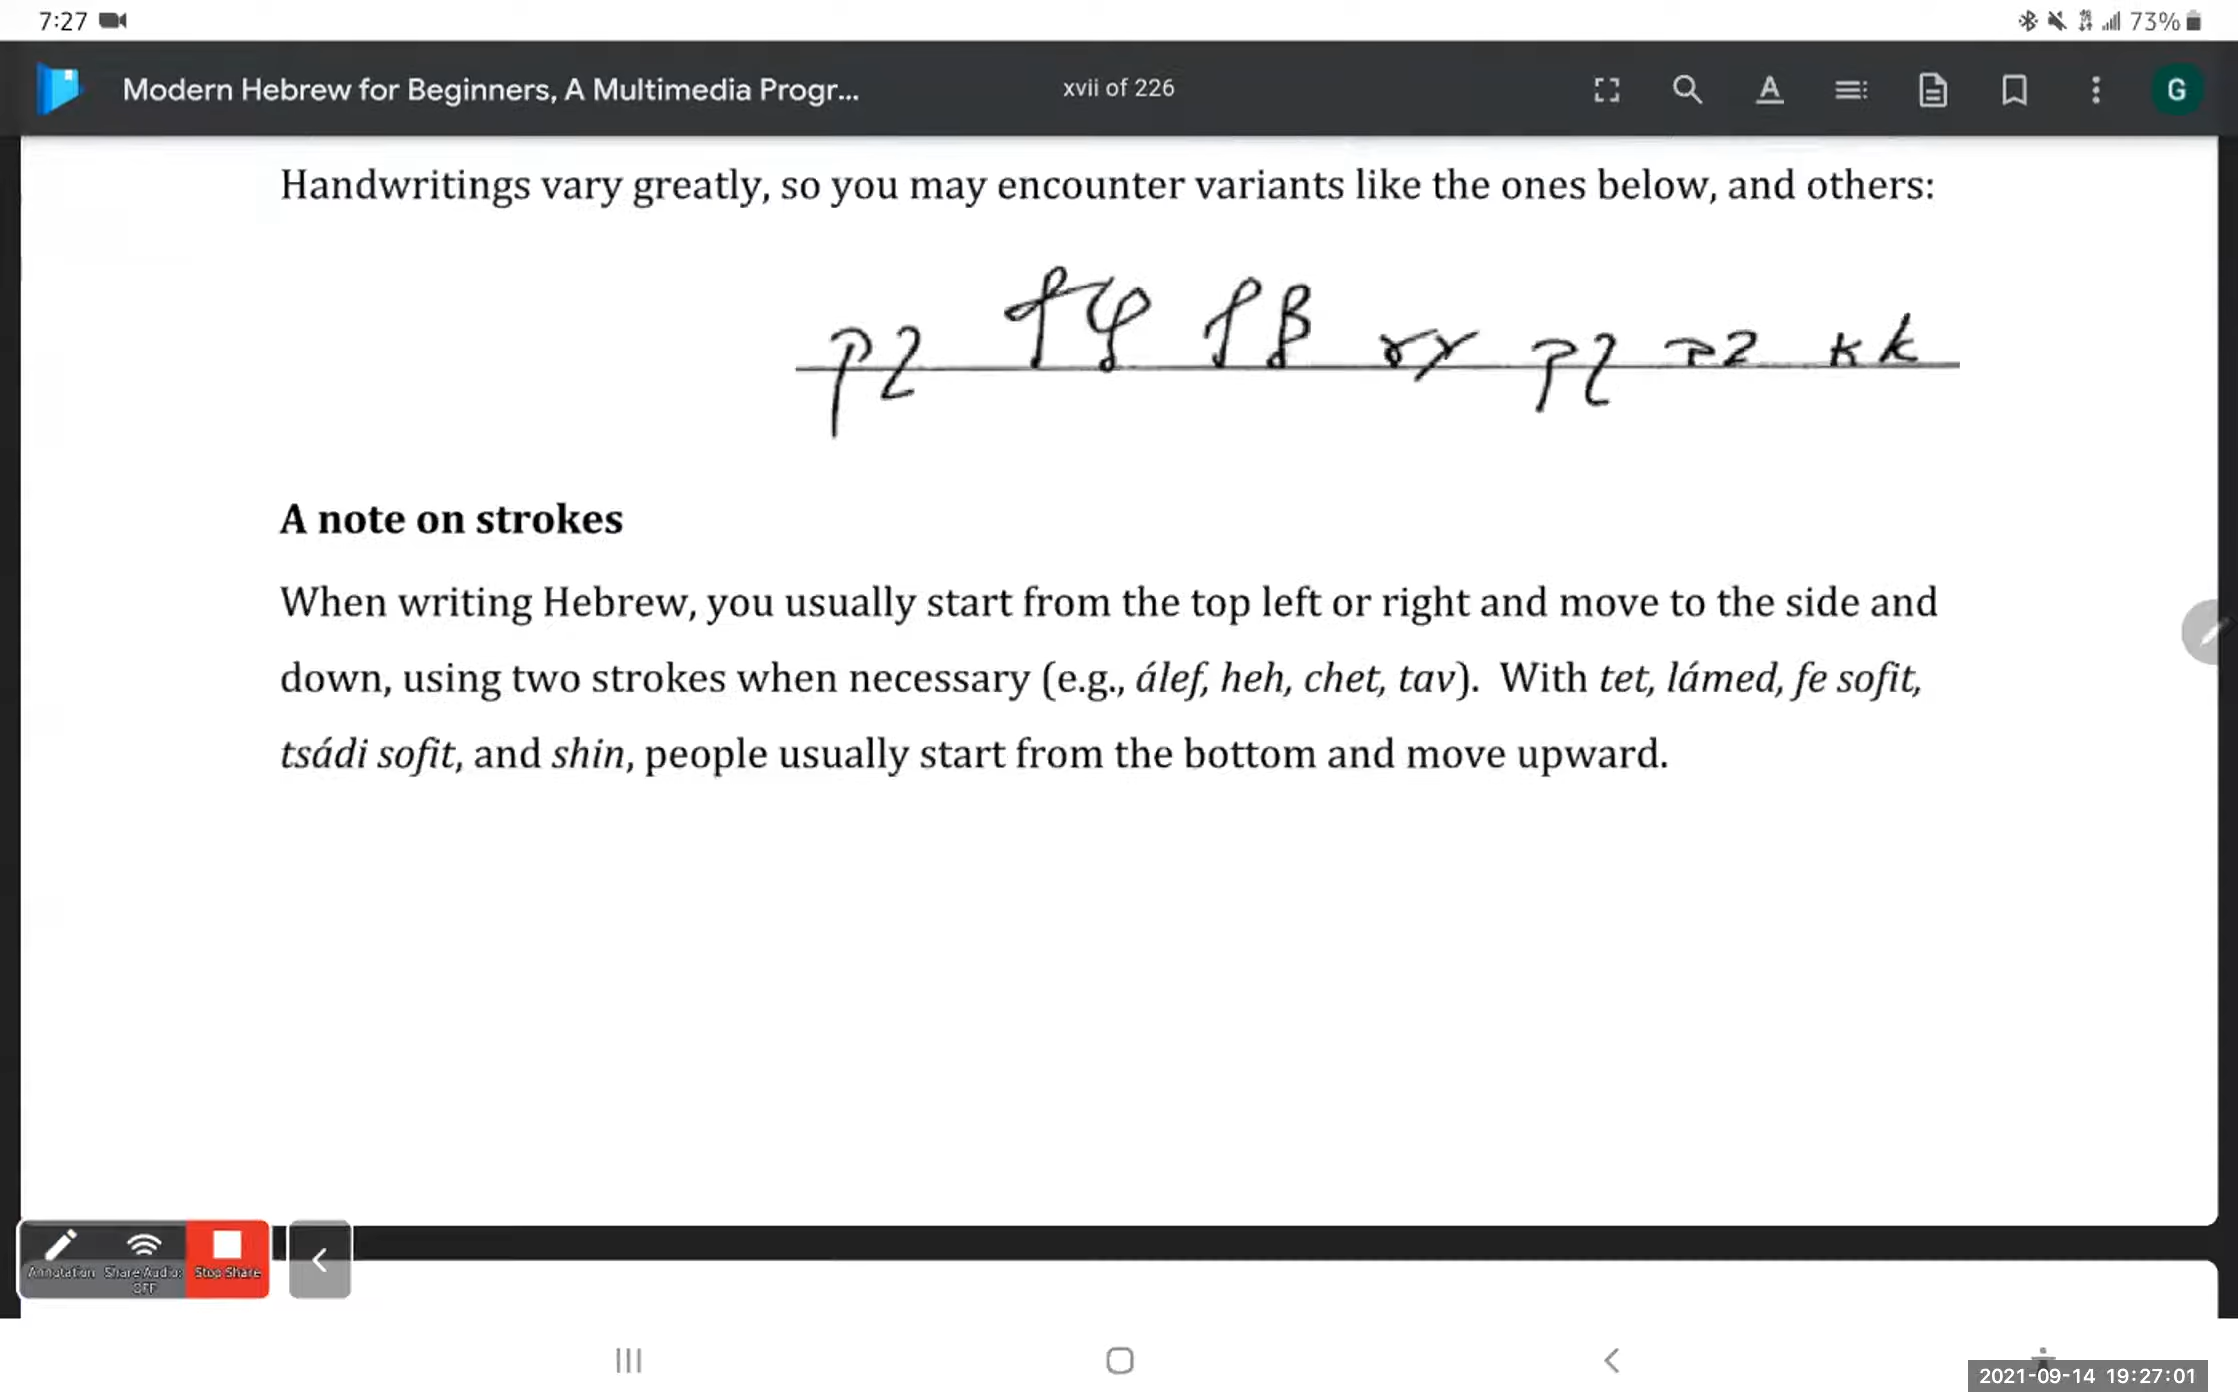 7:27
73%
Modern Hebrew for Beginners, A Multimedia Progr...
xvii of 226
G
Handwritings vary greatly, so you may encounter variants like the ones below, and others:
A note on strokes
When writing Hebrew, you usually start from the top left or right and move to the side and
down, using two strokes when necessary (e.g., álef, heh, chet, tav). With tet, lámed, fe sofit,
tsádi sofit, and shin, people usually start from the bottom and move upward.
Annotation
Share Audio:
OFF
Stop Share
2021-09-14 19:27:01